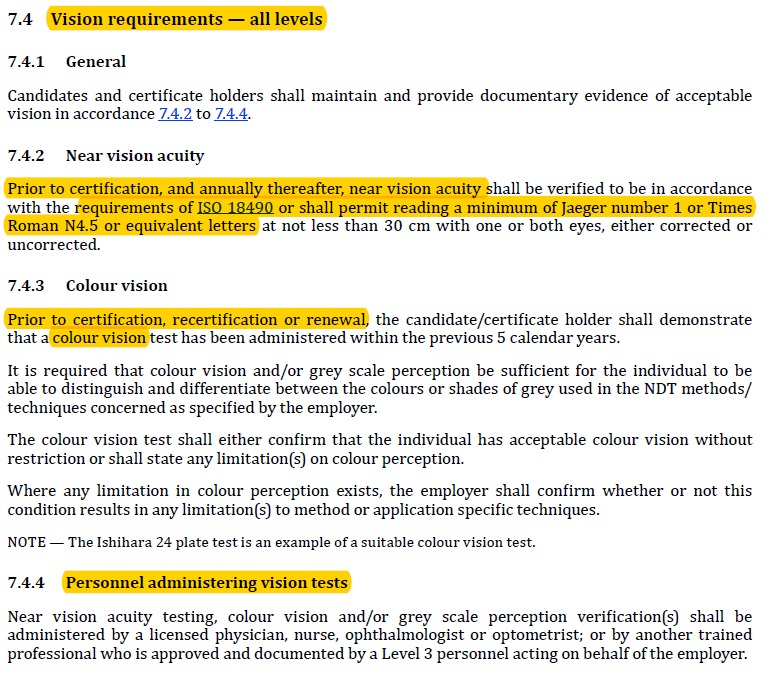 7.4 Vision requirements — all levels
7.4.1 General
Candidates and certificate holders shall maintain and provide documentary evidence of acceptable
vision in accordance 7.4.2 to 7.4.4.
7.4.2 Near vision acuity
Prior to certification, and annually thereafter, near vision acuity shall be verified to be in accordance
with the requirements of ISO 18490 or shall permit reading a minimum of Jaeger number 1 or Times
Roman N4.5 or equivalent letters at not less than 30 cm with one or both eyes, either corrected or
uncorrected.
7.4.3 Colour vision
Prior to certification, recertification or renewal, the candidate/certificate holder shall demonstrate
that a colour vision test has been administered within the previous 5 calendar years.
It is required that colour vision and/or grey scale perception be sufficient for the individual to be
able to distinguish and differentiate between the colours or shades of grey used in the NDT methods/
techniques concerned as specified by the employer.
The colour vision test shall either confirm that the individual has acceptable colour vision without
restriction or shall state any limitation(s) on colour perception.
Where any limitation in colour perception exists, the employer shall confirm whether or not this
condition results in any limitation(s) to method or application specific techniques.
NOTE — The Ishihara 24 plate test is an example of a suitable colour vision test.
7.4.4 Personnel administering vision tests
Near vision acuity testing, colour vision and/or grey scale perception verification(s) shall be
administered by a licensed physician, nurse, ophthalmologist or optometrist; or by another trained
professional who is approved and documented by a Level 3 personnel acting on behalf of the employer.